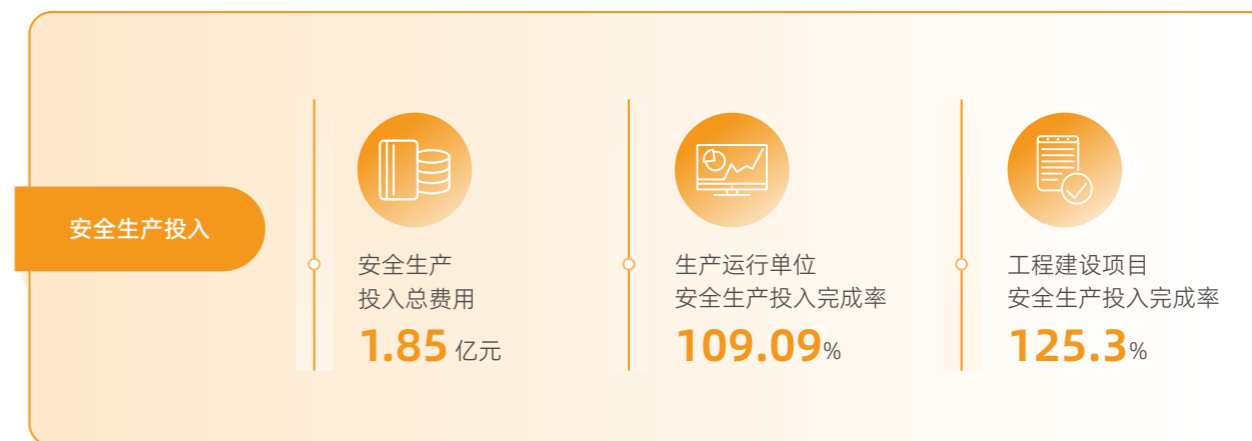 安全生产投入
安全生产
投入总费用
1.85 亿元
生产运行单位
安全生产投入完成率
109.09%
工程建设项目
安全生产投入完成率
125.3%